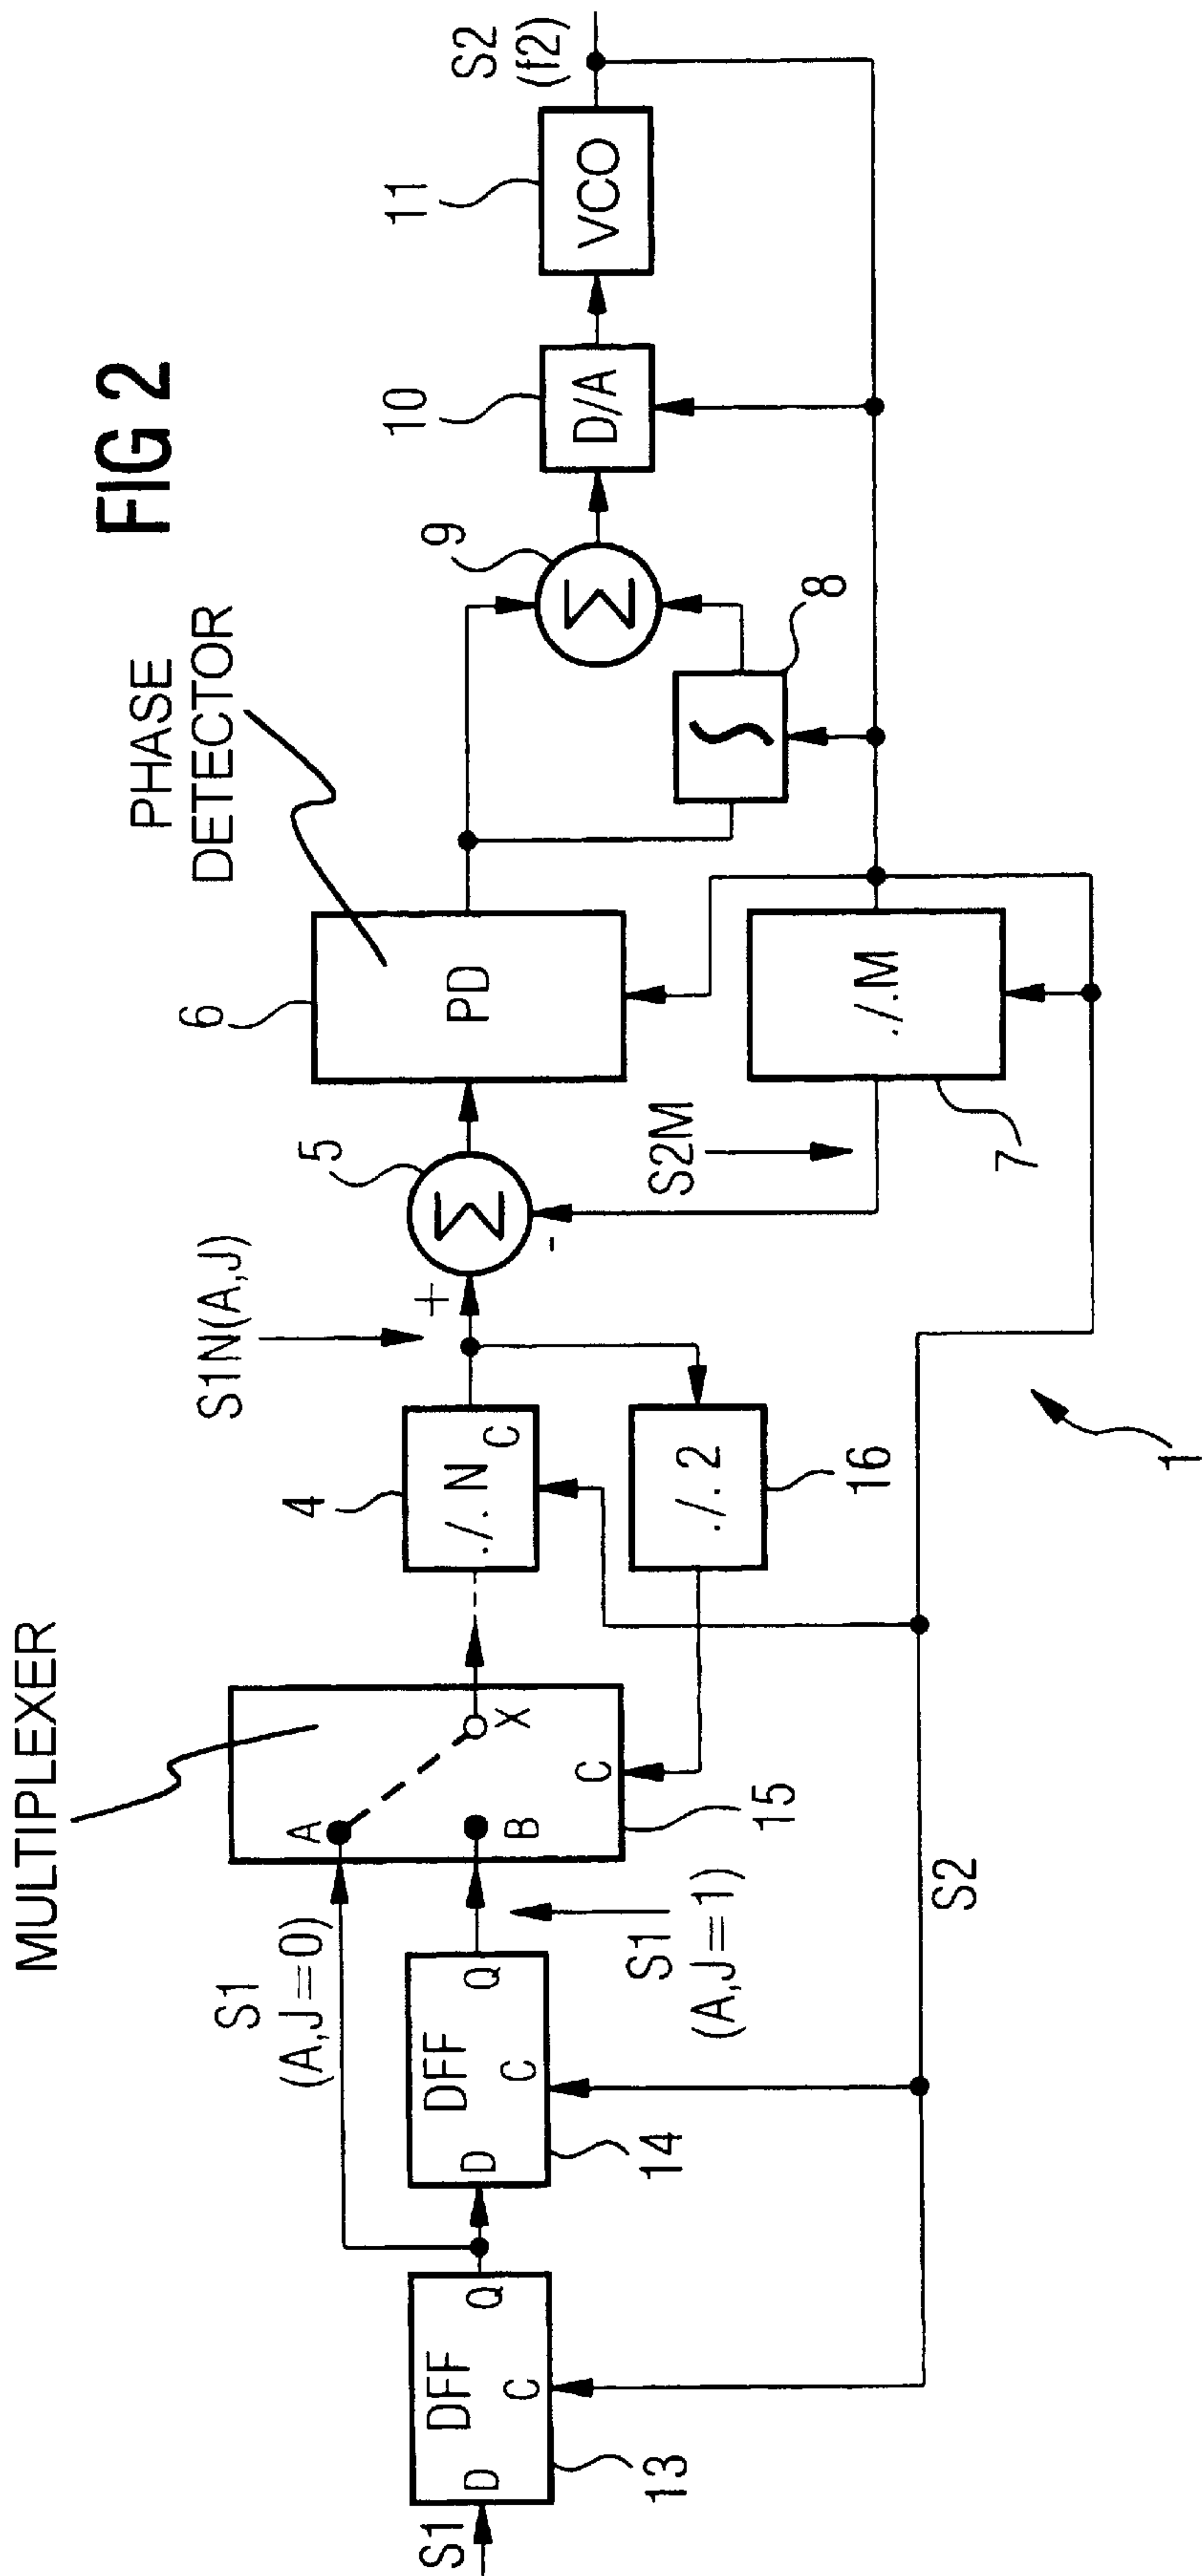 FIG 2
MULTIPLEXER
PHASE
DETECTOR
S1
D
DFF
Q
C
13
D
DFF
Q
C
14
S1
(A,J=0)
S1
(A,J=1)
A
B
X
C
15
4
./. N
C
./. 2
16
S1N(A,J)
+
-
5
Σ
6
PD
S2M
./.M
7
∫
8
9
Σ
10
D/A
11
VCO
S2
(f2)
S2
1